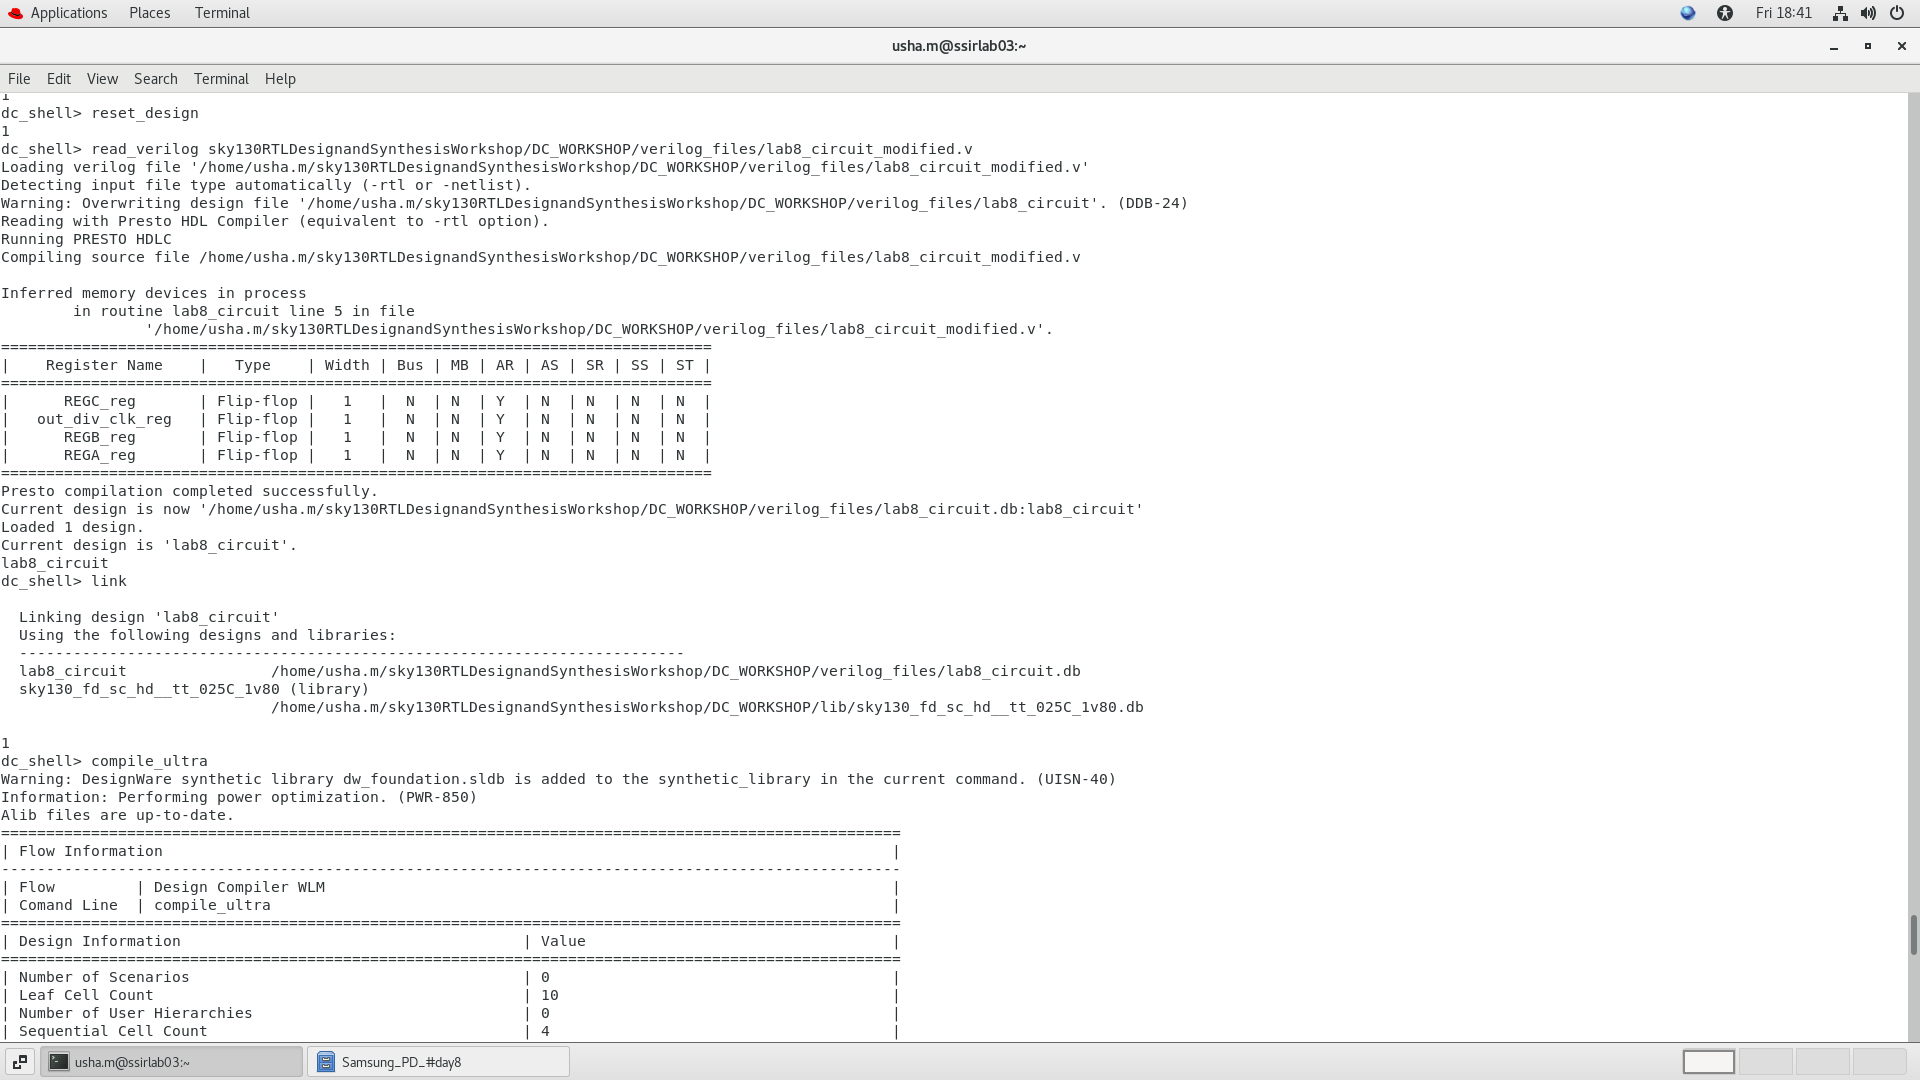 Applications Places Terminal Fri 18:41
usha.m@ssirlab03:~
File Edit View Search Terminal Help
1
dc_shell> reset_design
1
dc_shell> read_verilog sky130RTLDesignandSynthesisWorkshop/DC_WORKSHOP/verilog_files/lab8_circuit_modified.v
Loading verilog file '/home/usha.m/sky130RTLDesignandSynthesisWorkshop/DC_WORKSHOP/verilog_files/lab8_circuit_modified.v'
Detecting input file type automatically (-rtl or -netlist).
Warning: Overwriting design file '/home/usha.m/sky130RTLDesignandSynthesisWorkshop/DC_WORKSHOP/verilog_files/lab8_circuit'. (DDB-24)
Reading with Presto HDL Compiler (equivalent to -rtl option).
Running PRESTO HDLC
Compiling source file /home/usha.m/sky130RTLDesignandSynthesisWorkshop/DC_WORKSHOP/verilog_files/lab8_circuit_modified.v
Inferred memory devices in process
in routine lab8_circuit line 5 in file
'/home/usha.m/sky130RTLDesignandSynthesisWorkshop/DC_WORKSHOP/verilog_files/lab8_circuit_modified.v'.
===============================================================================
| Register Name | Type | Width | Bus | MB | AR | AS | SR | SS | ST |
===============================================================================
| REGC_reg | Flip-flop | 1 | N | N | Y | N | N | N | N |
| out_div_clk_reg | Flip-flop | 1 | N | N | Y | N | N | N | N |
| REGB_reg | Flip-flop | 1 | N | N | Y | N | N | N | N |
| REGA_reg | Flip-flop | 1 | N | N | Y | N | N | N | N |
===============================================================================
Presto compilation completed successfully.
Current design is now '/home/usha.m/sky130RTLDesignandSynthesisWorkshop/DC_WORKSHOP/verilog_files/lab8_circuit.db:lab8_circuit'
Loaded 1 design.
Current design is 'lab8_circuit'.
lab8_circuit
dc_shell> link
Linking design 'lab8_circuit'
Using the following designs and libraries:
--------------------------------------------------------------------------
lab8_circuit /home/usha.m/sky130RTLDesignandSynthesisWorkshop/DC_WORKSHOP/verilog_files/lab8_circuit.db
sky130_fd_sc_hd__tt_025C_1v80 (library)
/home/usha.m/sky130RTLDesignandSynthesisWorkshop/DC_WORKSHOP/lib/sky130_fd_sc_hd__tt_025C_1v80.db
1
dc_shell> compile_ultra
Warning: DesignWare synthetic library dw_foundation.sldb is added to the synthetic_library in the current command. (UISN-40)
Information: Performing power optimization. (PWR-850)
Alib files are up-to-date.
====================================================================================================
| Flow Information |
----------------------------------------------------------------------------------------------------
| Flow | Design Compiler WLM |
| Comand Line | compile_ultra |
====================================================================================================
| Design Information | Value |
====================================================================================================
| Number of Scenarios | 0 |
| Leaf Cell Count | 10 |
| Number of User Hierarchies | 0 |
| Sequential Cell Count | 4 |
usha.m@ssirlab03:~ Samsung_PD_#day8